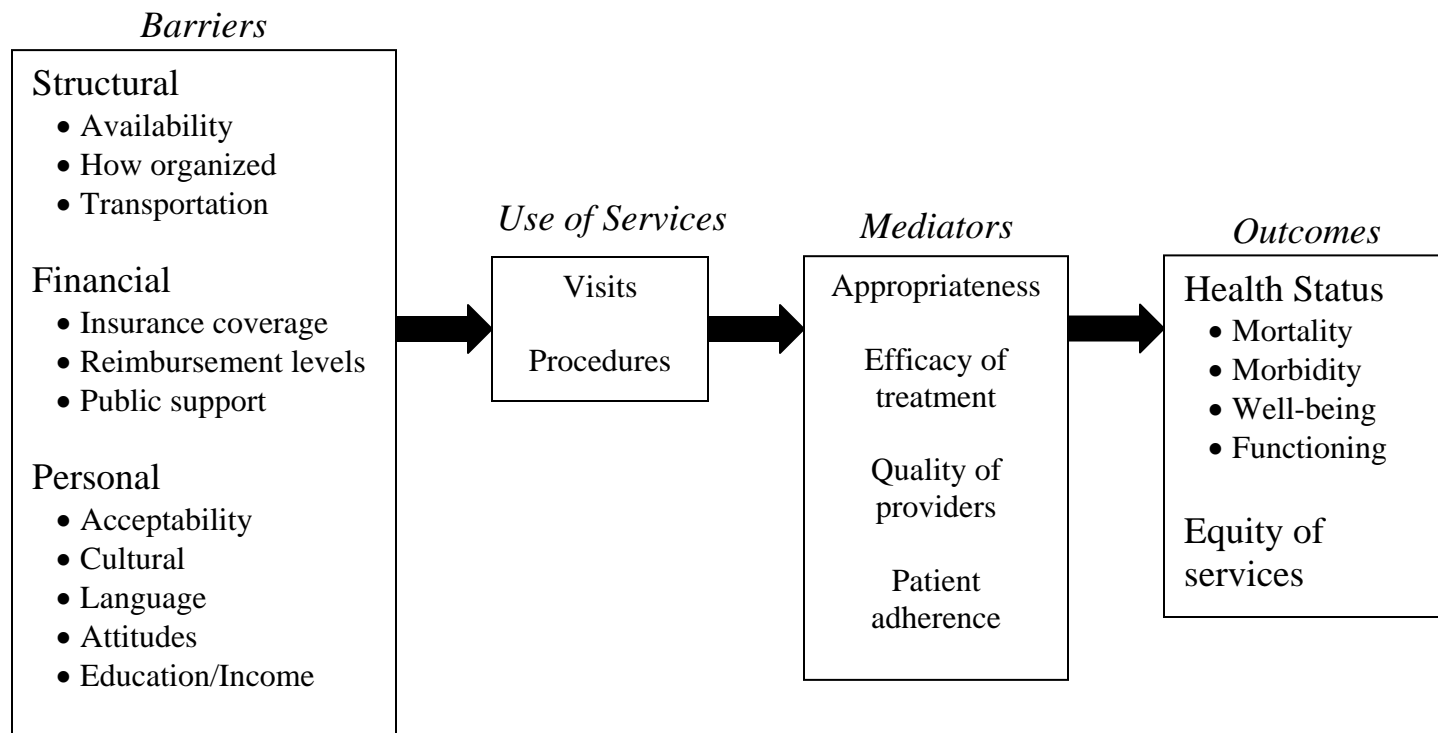 Barriers
Structural
• Availability
• How organized
• Transportation
Financial
• Insurance coverage
• Reimbursement levels
• Public support
Personal
• Acceptability
• Cultural
• Language
• Attitudes
• Education/Income
Use of Services
Visits
Procedures
Mediators
Appropriateness
Efficacy of
treatment
Quality of
providers
Patient
adherence
Outcomes
Health Status
• Mortality
• Morbidity
• Well-being
• Functioning
Equity of
services